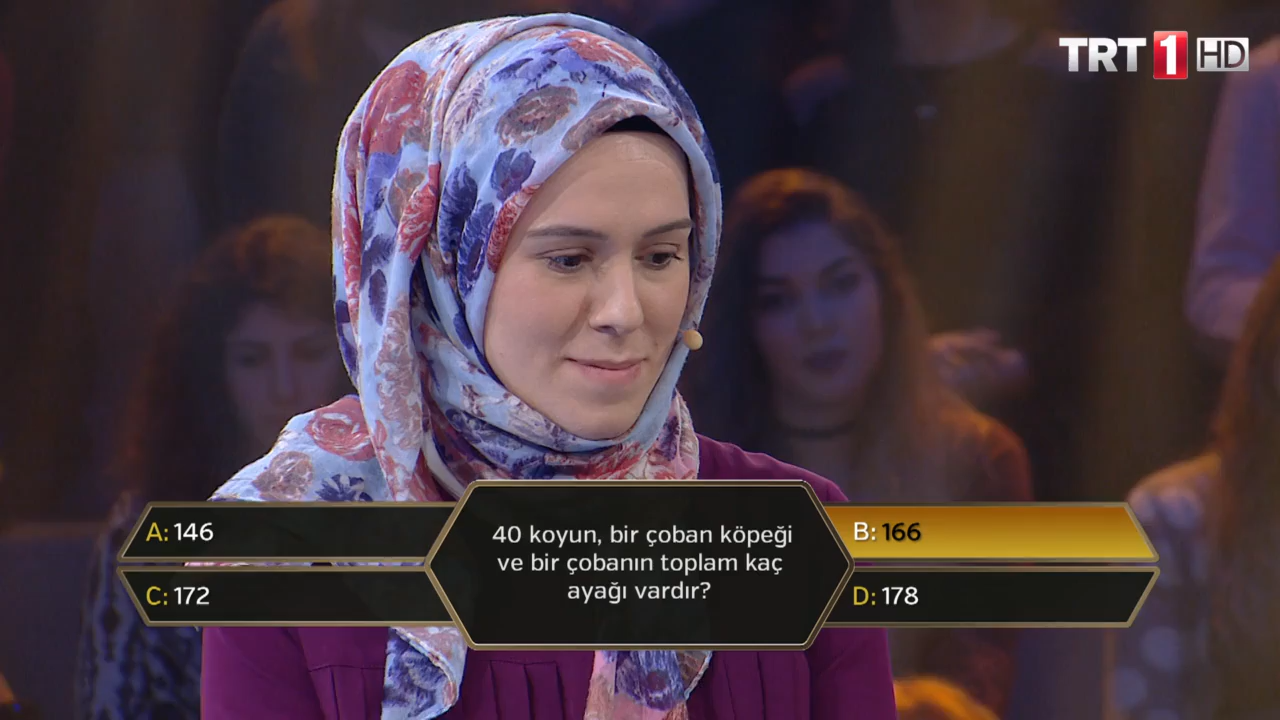 TRT 1 HD
40 koyun, bir çoban köpeği
ve bir çobanın toplam kaç
ayağı vardır?
A: 146
B: 166
C: 172
D: 178